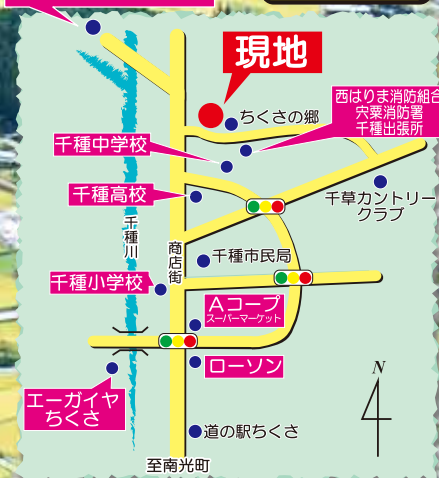 現地
ちくさの郷
西はりま消防組合
宍粟消防署
千種出張所
千種中学校
千種高校
千草カントリー
クラブ
千種川
商店街
千種市民局
千種小学校
Aコープ
スーパーマーケット
ローソン
エーガイヤ
ちくさ
N
道の駅ちくさ
至南光町